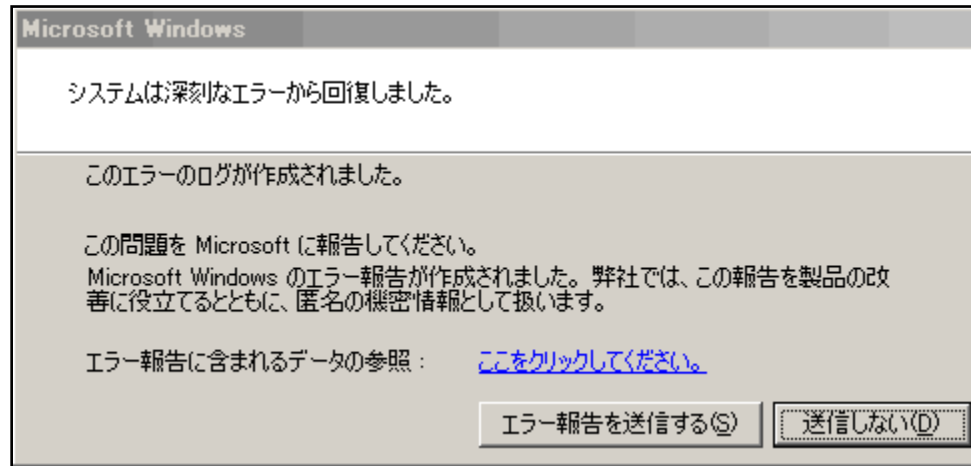 Microsoft Windows
システムは深刻なエラーから回復しました。
このエラーのログが作成されました。
この問題を Microsoft に報告してください。
Microsoft Windows のエラー報告が作成されました。弊社では、この報告を製品の改
善に役立てるとともに、匿名の機密情報として扱います。
エラー報告に含まれるデータの参照： ここをクリックしてください。
エラー報告を送信する(S) 送信しない(D)